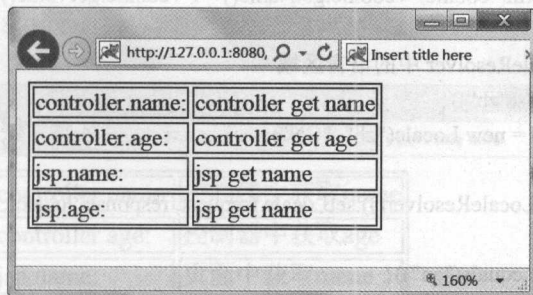 http://127.0.0.1:8080,
Insert title here
controller.name: controller get name
controller.age: controller get age
jsp.name: jsp get name
jsp.age: jsp get name
160%